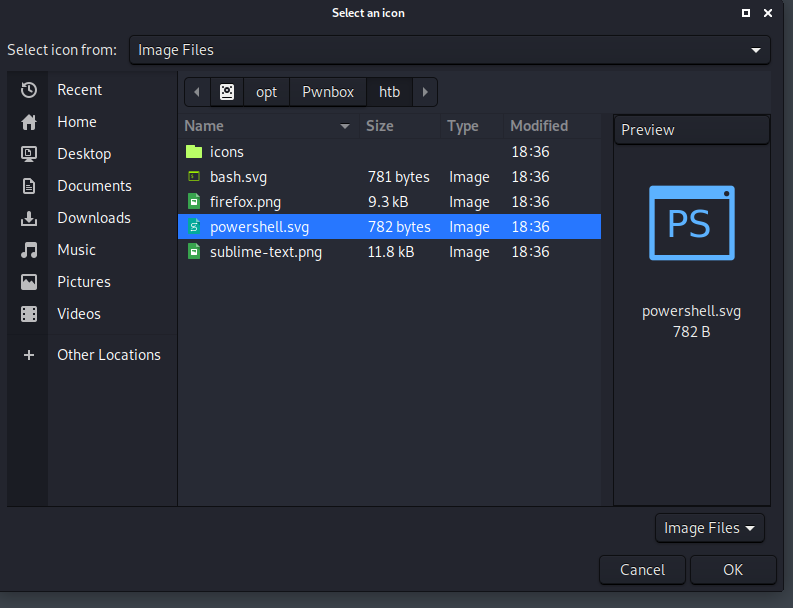 Select an icon
Select icon from: Image Files
Recent
Home
Desktop
Documents
Downloads
Music
Pictures
Videos
Other Locations
opt Pwnbox htb
Name Size Type Modified
icons 18:36
bash.svg 781 bytes Image 18:36
firefox.png 9.3 kB Image 18:36
powershell.svg 782 bytes Image 18:36
sublime-text.png 11.8 kB Image 18:36
Preview
PS
powershell.svg
782 B
Image Files
Cancel OK